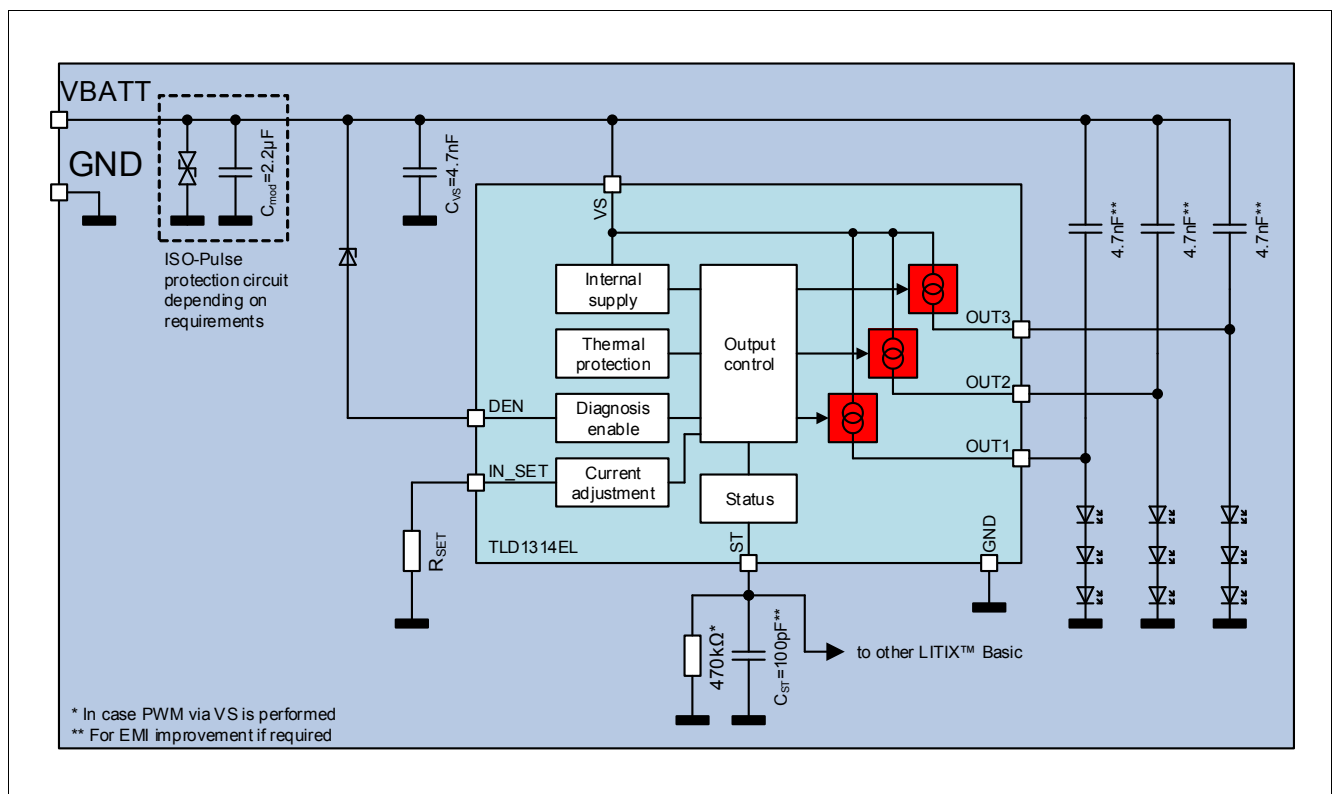 VBATT
GND
Cmod=2.2µF
ISO-Pulse
protection circuit
depending on
requirements
CVS=4.7nF
VS
4.7nF**
4.7nF**
4.7nF**
Internal
supply
Thermal
protection
Output
control
OUT3
OUT2
OUT1
DEN
Diagnosis
enable
IN_SET
Current
adjustment
Status
RSET
TLD1314EL
ST
GND
470kΩ*
CST=100pF**
to other LITIX™ Basic
* In case PWM via VS is performed
** For EMI improvement if required